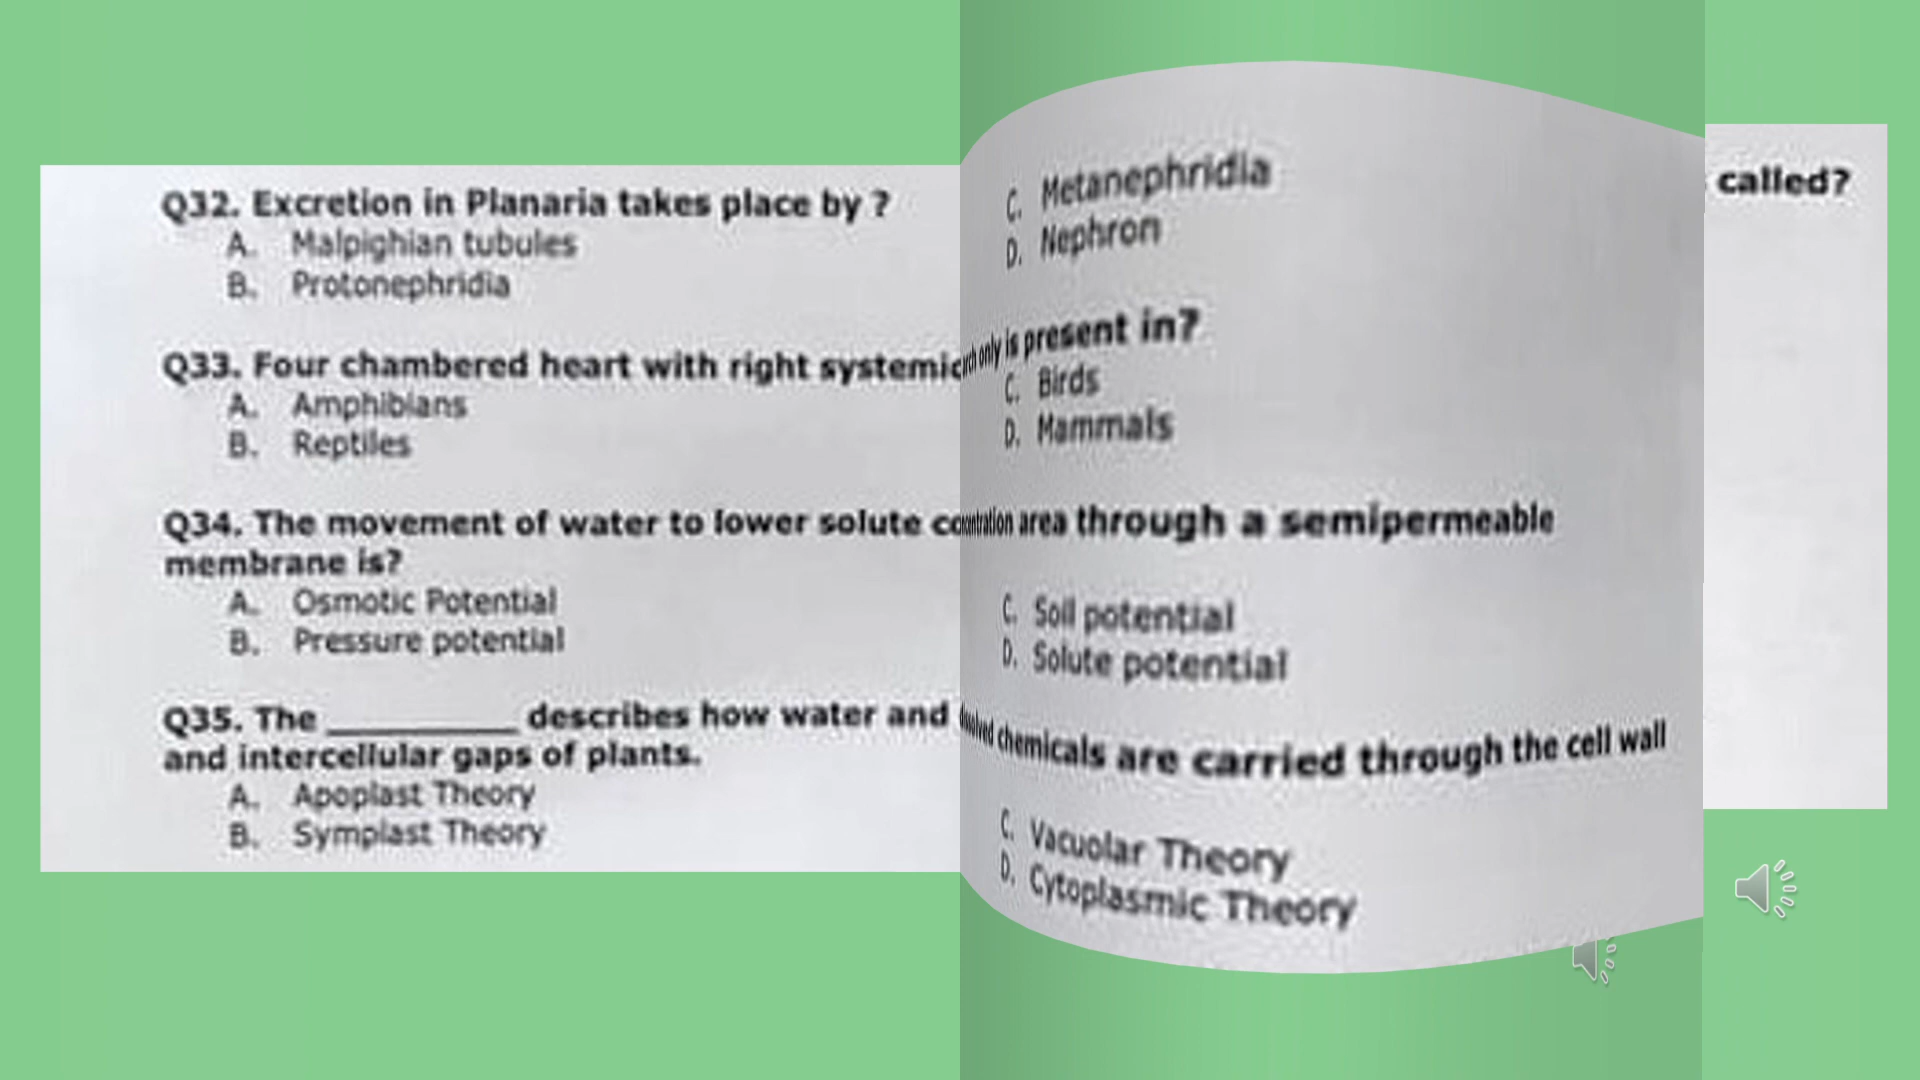 Q32. Excretion in Planaria takes place by ?
A. Malpighian tubules
B. Protonephridia
C. Metanephridia
D. Nephron
Q33. Four chambered heart with right systemic only is present in?
A. Amphibians
B. Reptiles
C. Birds
D. Mammals
Q34. The movement of water to lower solute area through a semipermeable
membrane is?
A. Osmotic Potential
B. Pressure potential
C. Soil potential
D. Solute potential
Q35. The __________ describes how water and chemicals are carried through the cell wall
and intercellular gaps of plants.
A. Apoplast Theory
B. Symplast Theory
C. Vacuolar Theory
D. Cytoplasmic Theory
called?